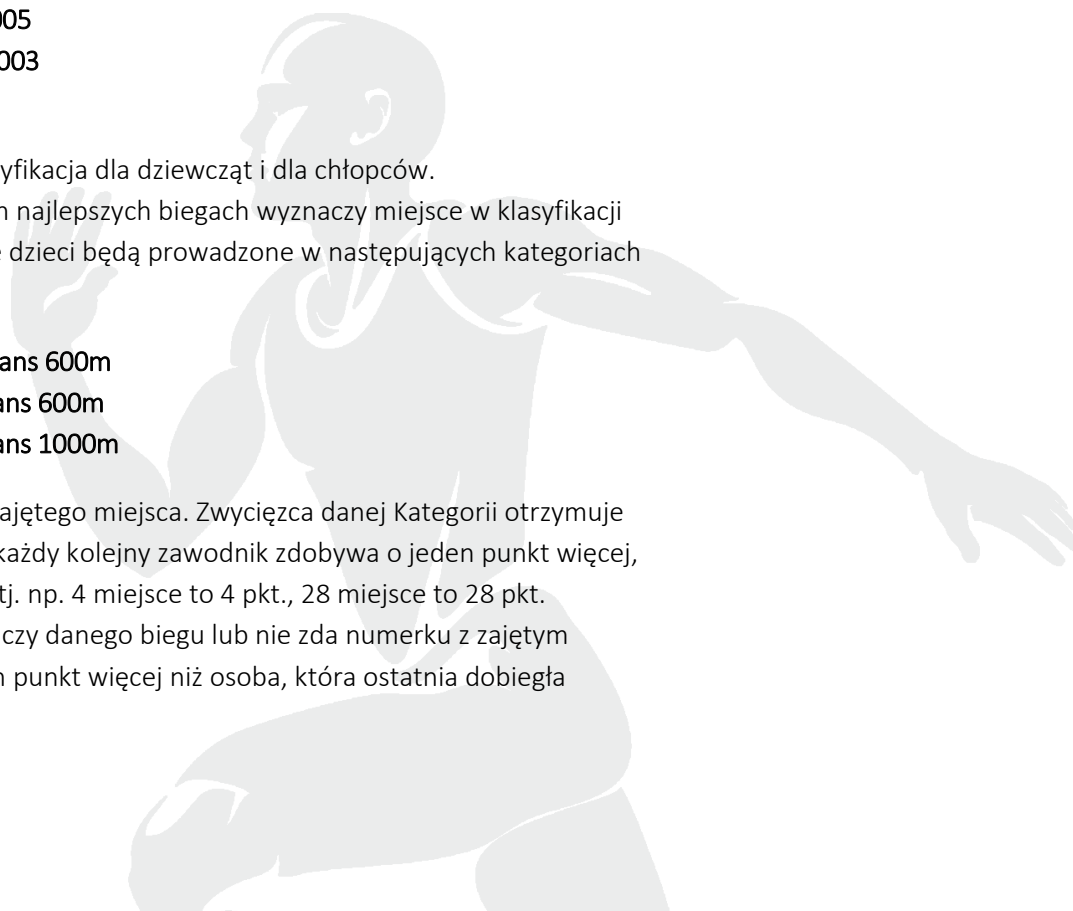 005
003
yfikacja dla dziewcząt i dla chłopców.
najlepszych biegach wyznaczy miejsce w klasyfikacji
dzieci będą prowadzone w następujących kategoriach
ans 600m
ans 600m
ans 1000m
ajętego miejsca. Zwycięzca danej Kategorii otrzymuje
każdy kolejny zawodnik zdobywa o jeden punkt więcej,
tj. np. 4 miejsce to 4 pkt., 28 miejsce to 28 pkt.
czy danego biegu lub nie zda numerku z zajętym
punkt więcej niż osoba, która ostatnia dobiegła